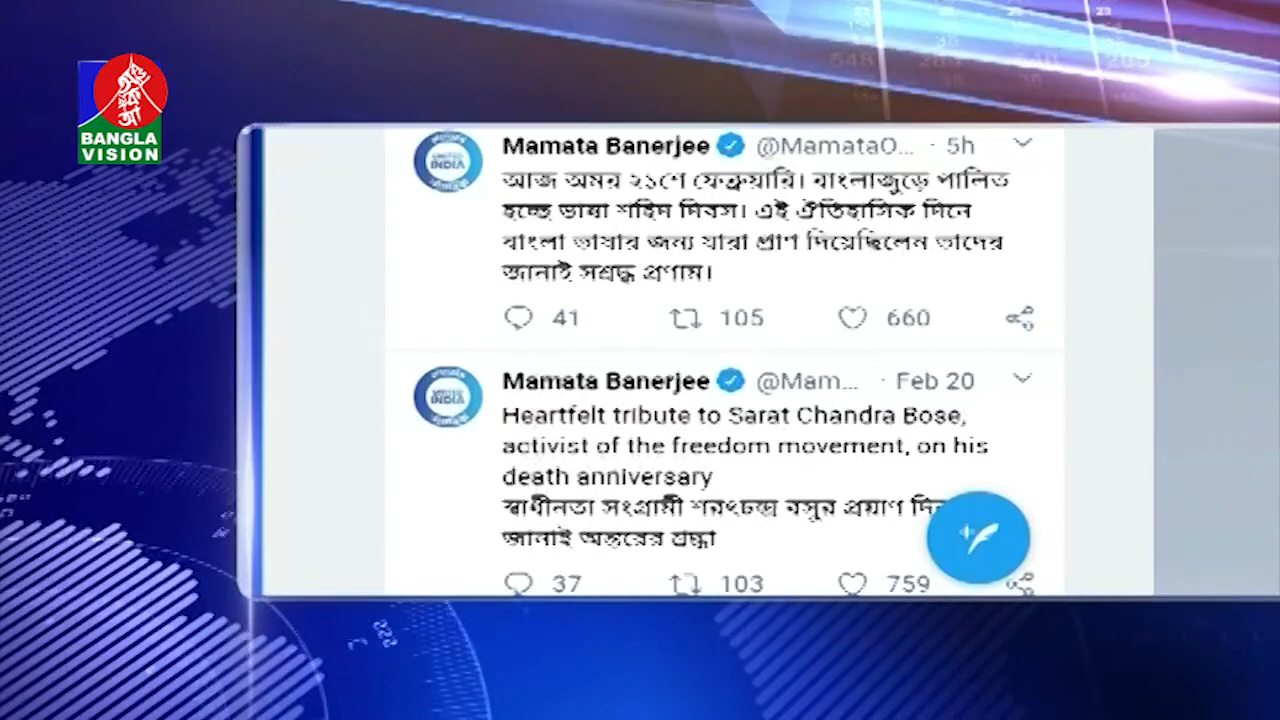 BANGLA
VISION
Mamata Banerjee @MamataO... · 5h
আজ অমর ২১শে ফেব্রুয়ারি। বাংলাজুড়ে পালিত
হচ্ছে ভাষা শহিদ দিবস। এই ঐতিহাসিক দিনে
বাংলা ভাষার জন্য যারা প্রাণ দিয়েছিলেন তাদের
জানাই সশ্রদ্ধ প্রণাম।
41 105 660
INDIA
Mamata Banerjee @Mam... · Feb 20
Heartfelt tribute to Sarat Chandra Bose,
activist of the freedom movement, on his
death anniversary
স্বাধীনতা সংগ্রামী শরৎচন্দ্র বসুর প্রয়াণ
জানাই অন্তরের শ্রদ্ধা
37 103 759
INDIA